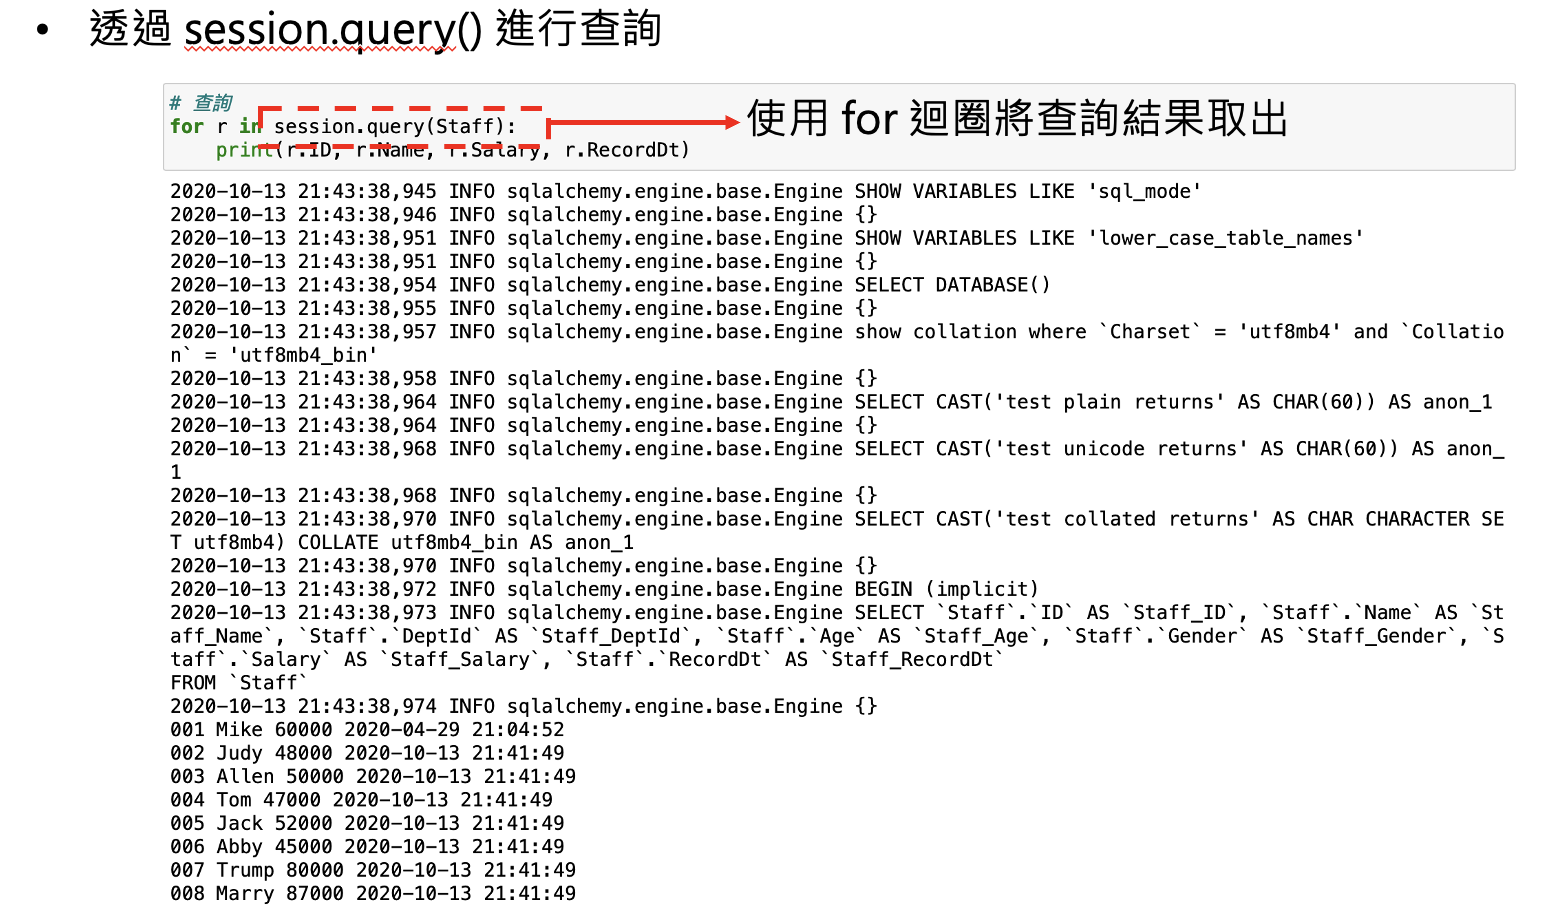 • 透過 session.query() 進行查詢
# 查詢
for r in session.query(Staff):
使用 for 迴圈將查詢結果取出
print(r.ID, r.Name, r.Salary, r.RecordDt)
2020-10-13 21:43:38,945 INFO sqlalchemy.engine.base.Engine SHOW VARIABLES LIKE 'sql_mode'
2020-10-13 21:43:38,946 INFO sqlalchemy.engine.base.Engine {}
2020-10-13 21:43:38,951 INFO sqlalchemy.engine.base.Engine SHOW VARIABLES LIKE 'lower_case_table_names'
2020-10-13 21:43:38,951 INFO sqlalchemy.engine.base.Engine {}
2020-10-13 21:43:38,954 INFO sqlalchemy.engine.base.Engine SELECT DATABASE()
2020-10-13 21:43:38,955 INFO sqlalchemy.engine.base.Engine {}
2020-10-13 21:43:38,957 INFO sqlalchemy.engine.base.Engine show collation where `Charset` = 'utf8mb4' and `Collatio
n` = 'utf8mb4_bin'
2020-10-13 21:43:38,958 INFO sqlalchemy.engine.base.Engine {}
2020-10-13 21:43:38,964 INFO sqlalchemy.engine.base.Engine SELECT CAST('test plain returns' AS CHAR(60)) AS anon_1
2020-10-13 21:43:38,964 INFO sqlalchemy.engine.base.Engine {}
2020-10-13 21:43:38,968 INFO sqlalchemy.engine.base.Engine SELECT CAST('test unicode returns' AS CHAR(60)) AS anon_
1
2020-10-13 21:43:38,968 INFO sqlalchemy.engine.base.Engine {}
2020-10-13 21:43:38,970 INFO sqlalchemy.engine.base.Engine SELECT CAST('test collated returns' AS CHAR CHARACTER SE
T utf8mb4) COLLATE utf8mb4_bin AS anon_1
2020-10-13 21:43:38,970 INFO sqlalchemy.engine.base.Engine {}
2020-10-13 21:43:38,972 INFO sqlalchemy.engine.base.Engine BEGIN (implicit)
2020-10-13 21:43:38,973 INFO sqlalchemy.engine.base.Engine SELECT `Staff`.`ID` AS `Staff_ID`, `Staff`.`Name` AS `St
aff_Name`, `Staff`.`DeptId` AS `Staff_DeptId`, `Staff`.`Age` AS `Staff_Age`, `Staff`.`Gender` AS `Staff_Gender`, `S
taff`.`Salary` AS `Staff_Salary`, `Staff`.`RecordDt` AS `Staff_RecordDt`
FROM `Staff`
2020-10-13 21:43:38,974 INFO sqlalchemy.engine.base.Engine {}
001 Mike 60000 2020-04-29 21:04:52
002 Judy 48000 2020-10-13 21:41:49
003 Allen 50000 2020-10-13 21:41:49
004 Tom 47000 2020-10-13 21:41:49
005 Jack 52000 2020-10-13 21:41:49
006 Abby 45000 2020-10-13 21:41:49
007 Trump 80000 2020-10-13 21:41:49
008 Marry 87000 2020-10-13 21:41:49